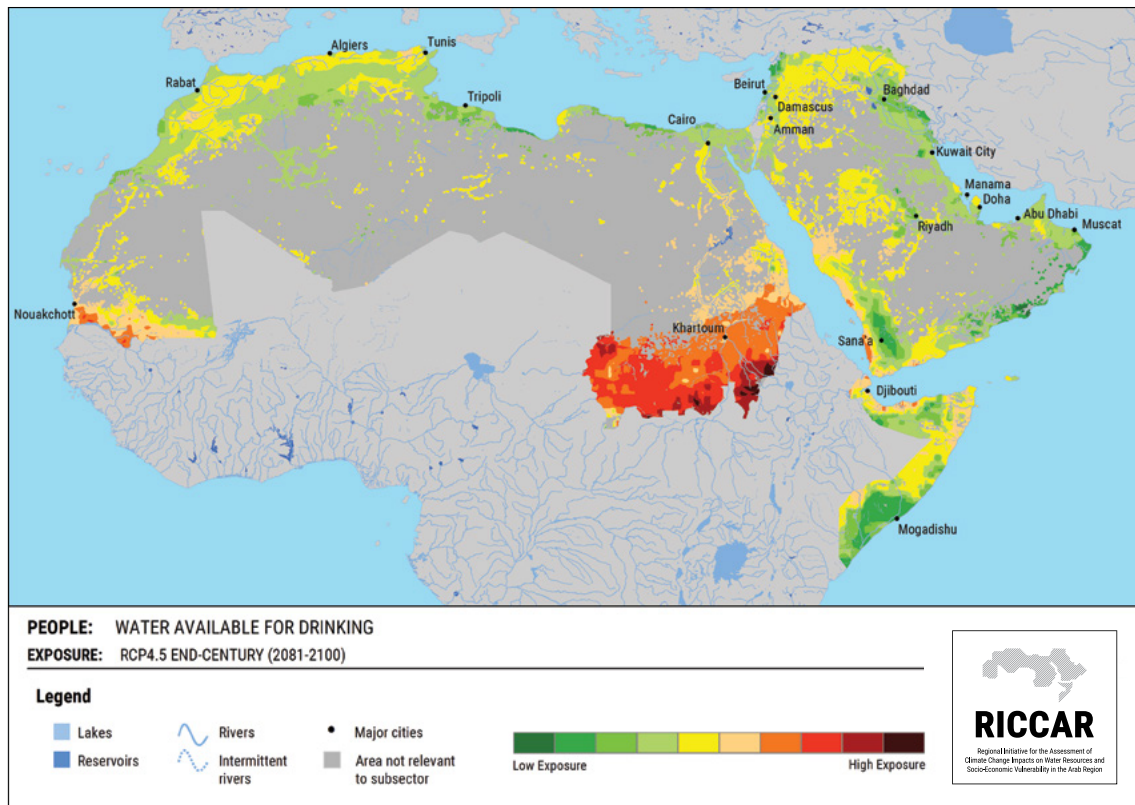 Algiers
Tunis
Rabat
Tripoli
Beirut
Baghdad
Damascus
Cairo
Amman
Kuwait City
Manama
Doha
Abu Dhabi
Riyadh
Muscat
Nouakchott
Khartoum
Sana'a
Djibouti
Mogadishu
PEOPLE: WATER AVAILABLE FOR DRINKING
EXPOSURE: RCP4.5 END-CENTURY (2081-2100)
Legend
Lakes
Rivers
Major cities
Reservoirs
Intermittent
rivers
Area not relevant
to subsector
Low Exposure
High Exposure
RICCAR
Regional Initiative for the Assessment of
Climate Change Impacts on Water Resources and
Socio-Economic Vulnerability in the Arab Region